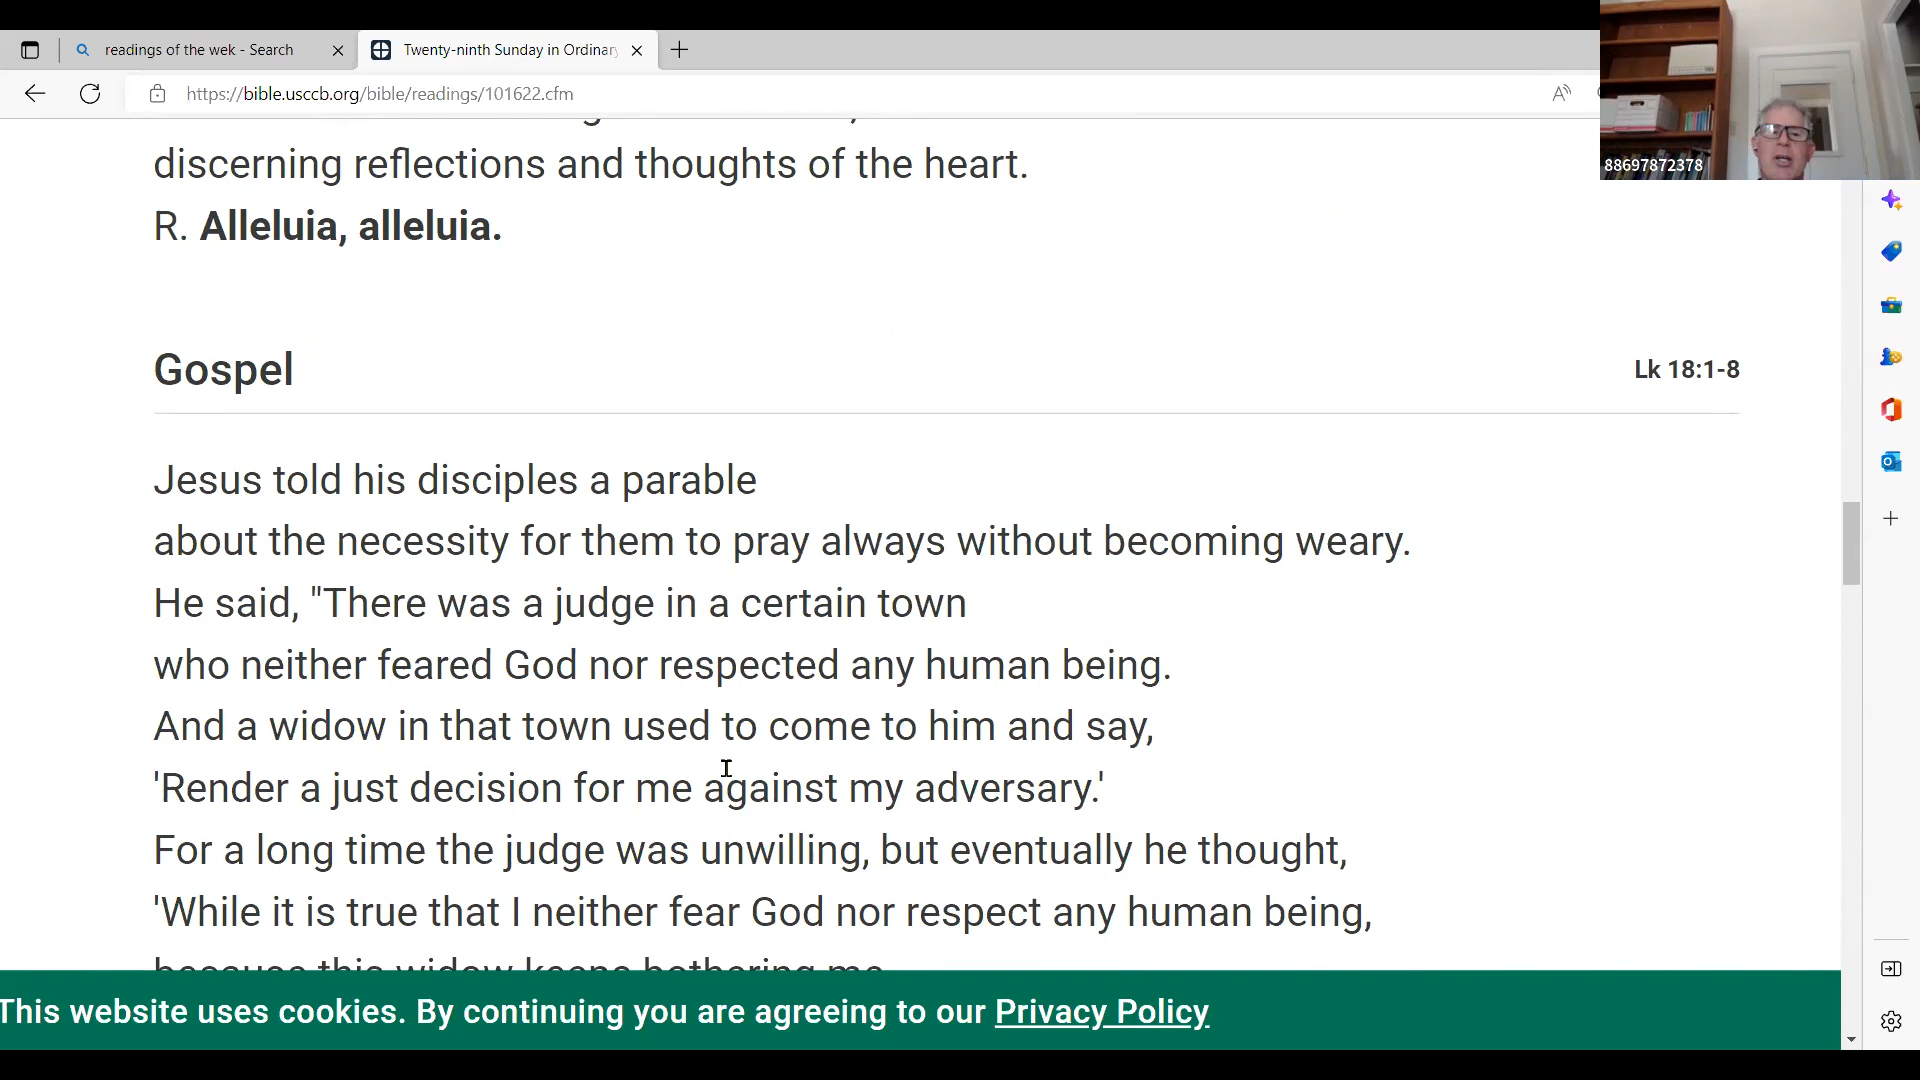 readings of the wek - Search
Twenty-ninth Sunday in Ordinar
https://bible.usccb.org/bible/readings/101622.cfm
88697872378
discerning reflections and thoughts of the heart.
R. Alleluia, alleluia.
Gospel
Lk 18:1-8
Jesus told his disciples a parable
about the necessity for them to pray always without becoming weary.
He said, "There was a judge in a certain town
who neither feared God nor respected any human being.
And a widow in that town used to come to him and say,
'Render a just decision for me against my adversary.'
For a long time the judge was unwilling, but eventually he thought,
'While it is true that I neither fear God nor respect any human being,
because this widow keeps bothering me
This website uses cookies. By continuing you are agreeing to our Privacy Policy